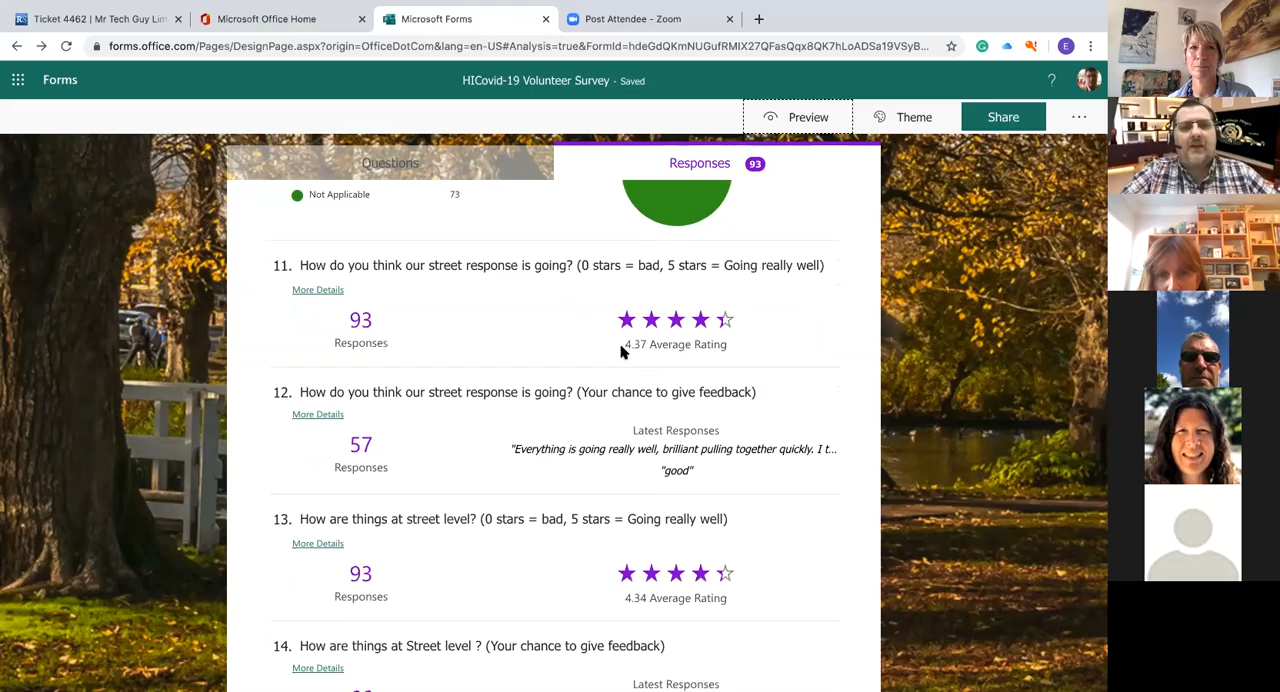 Ticket 4462 | Mr Tech Guy Lim
Microsoft Office Home
Microsoft Forms
Post Attendee - Zoom
forms.office.com/Pages/DesignPage.aspx?origin=OfficeDotCom&lang=en-US#Analysis=true&FormId=hdeGdQKmNUGufRMIX27QFasQqx8QK7hLoADSa19VSyB...
E
Forms
HICovid-19 Volunteer Survey - Saved
?
Preview
Theme
Share
...
Questions
Responses 93
Not Applicable 73
11. How do you think our street response is going? (0 stars = bad, 5 stars = Going really well)
More Details
93
Responses
4.37 Average Rating
12. How do you think our street response is going? (Your chance to give feedback)
More Details
57
Responses
Latest Responses
"Everything is going really well, brilliant pulling together quickly. I t...
"good"
13. How are things at street level? (0 stars = bad, 5 stars = Going really well)
More Details
93
Responses
4.34 Average Rating
14. How are things at Street level ? (Your chance to give feedback)
More Details
Latest Responses